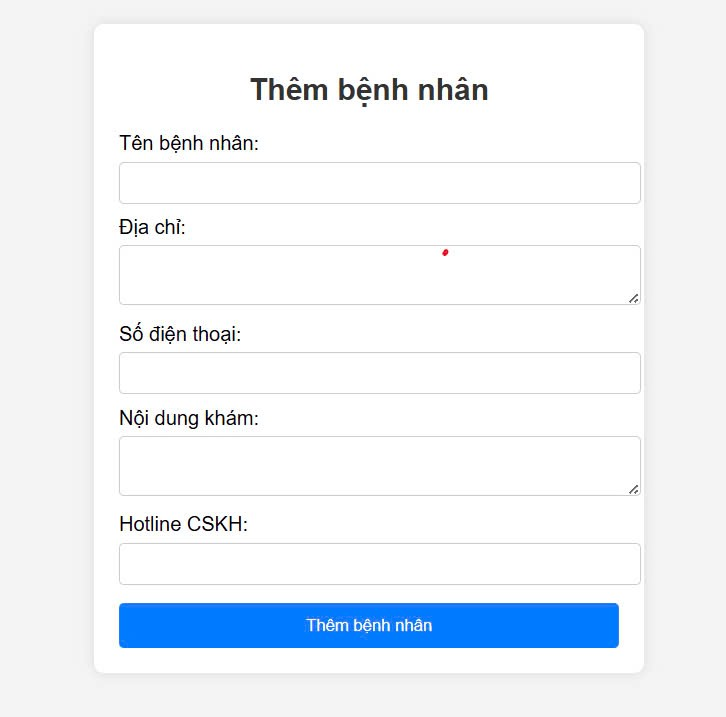 Thêm bệnh nhân
Tên bệnh nhân:
Địa chỉ:
Số điện thoại:
Nội dung khám:
Hotline CSKH:
Thêm bệnh nhân